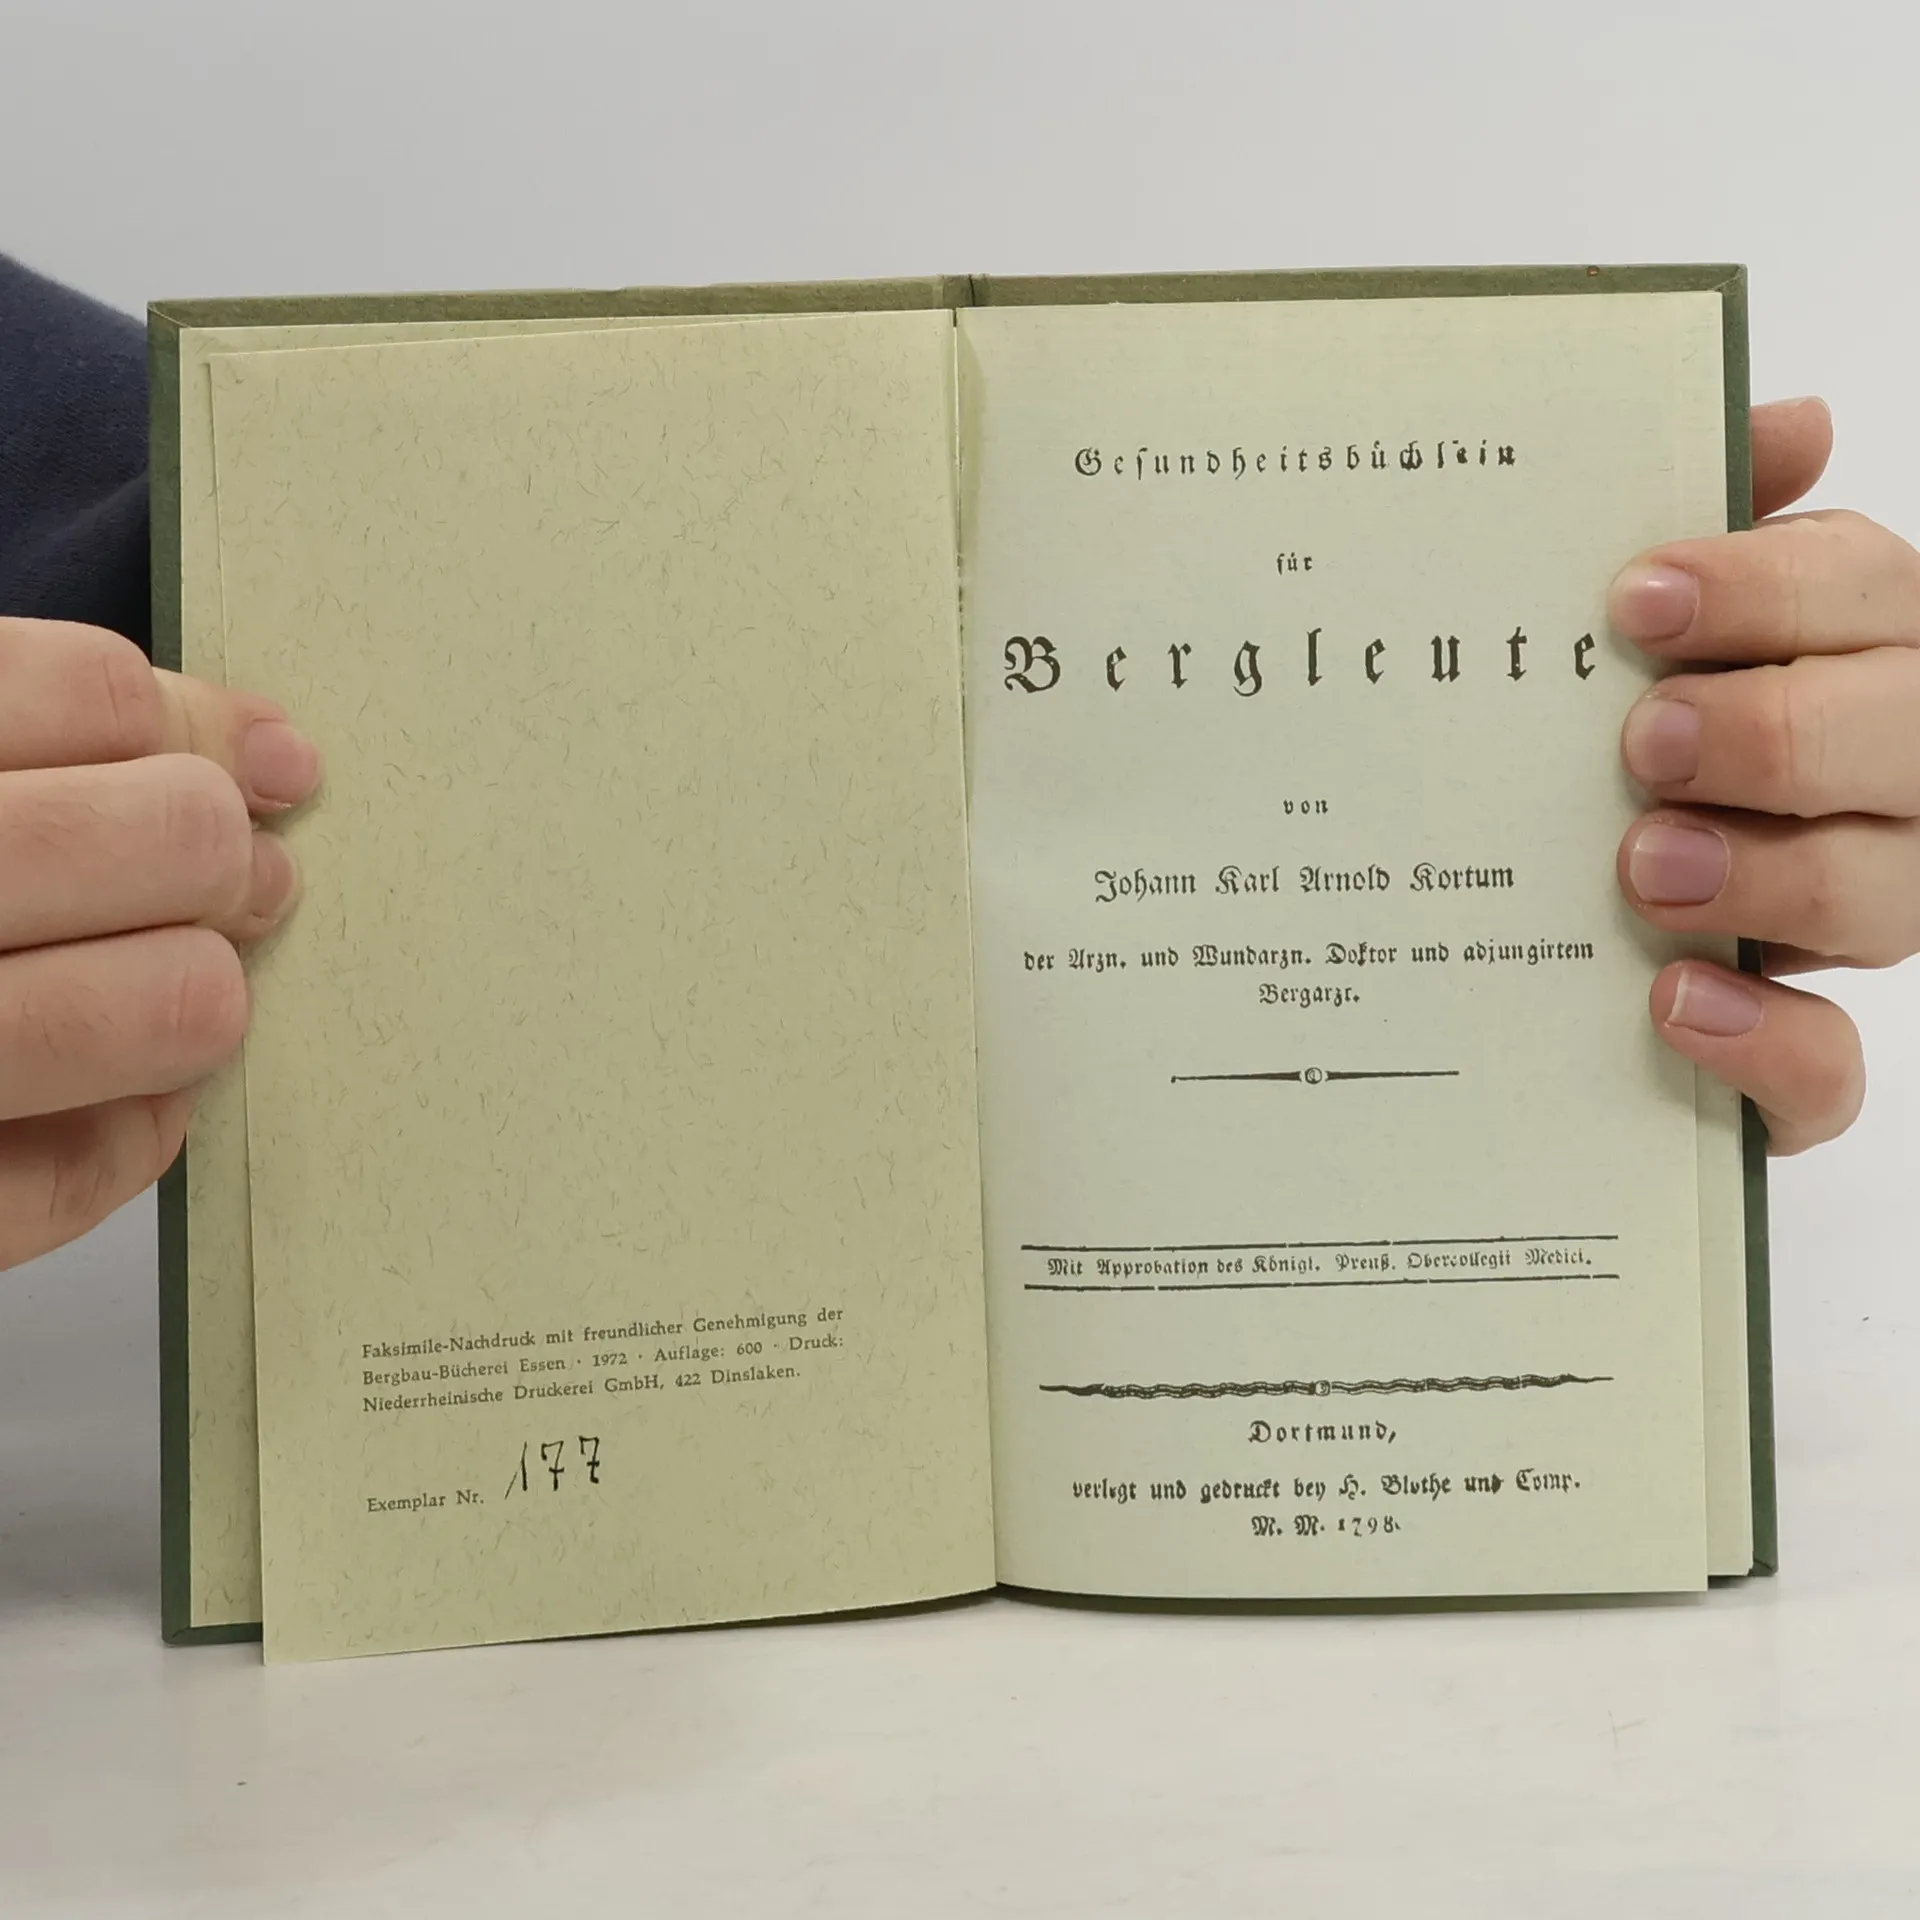 Faksimile-Nachdruck mit freundlicher Genehmigung der
Bergbau-Bücherei Essen · 1972 · Auflage: 600 · Druck:
Niederrheinische Druckerei GmbH, 422 Dinslaken.
Exemplar Nr. 177
Geſundheitsbüchlein
für
Bergleute
von
Johann Karl Arnold Kortum
der Arzn. und Wundarzn. Doktor und adjungirtem
Bergarzt.
Mit Approbation des Königl. Preuß. Obercollegii Medici.
Dortmund,
verlegt und gedruckt bey H. Blothe und Comp.
M. M. 1798.